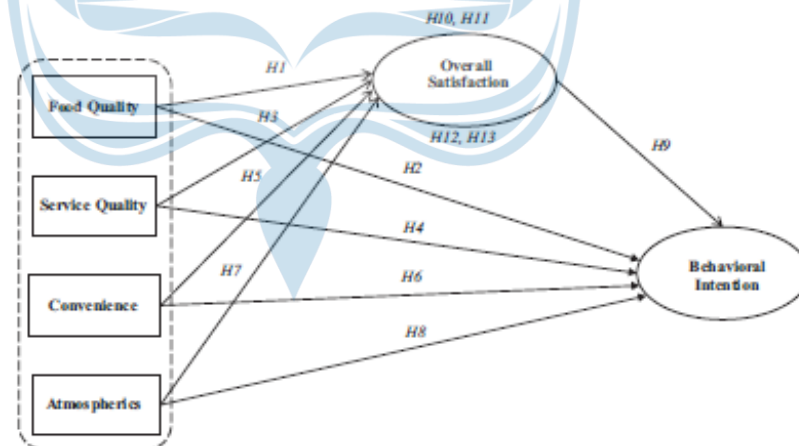 H10, H11
Overall
Satisfaction
H1
Food Quality
H3
H12, H13
H9
H2
H5
Service Quality
H4
H7
H6
Behavioral
Intention
Convenience
H8
Atmospherics